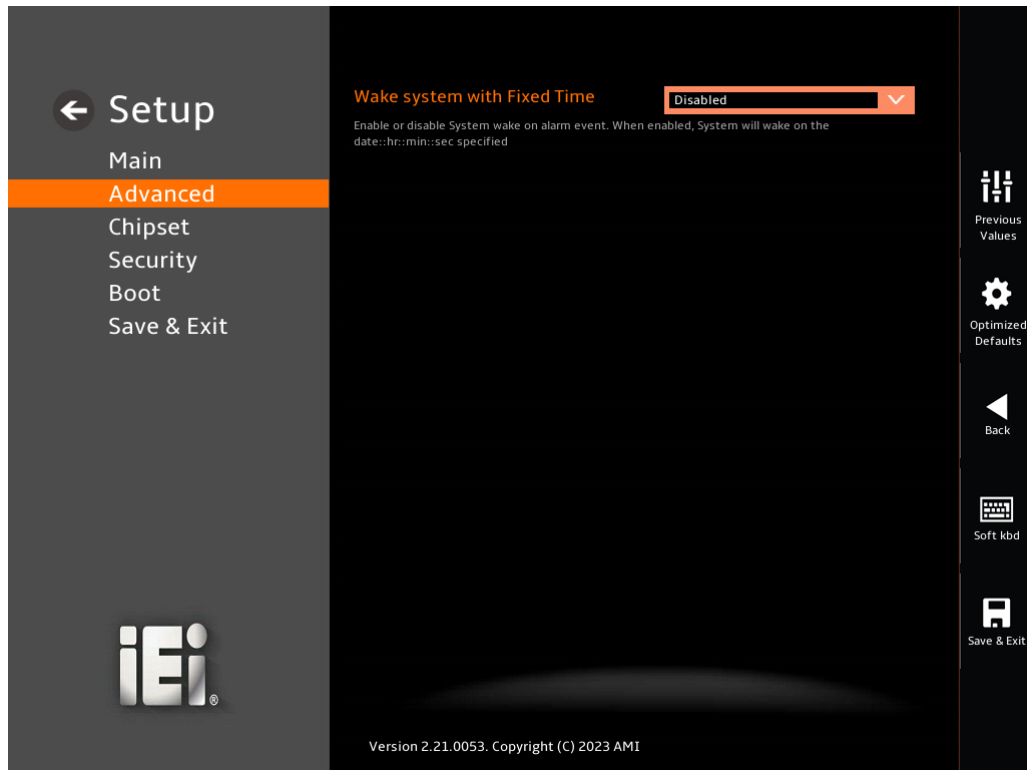 Setup
Main
Advanced
Chipset
Security
Boot
Save & Exit
iEi®
Wake system with Fixed Time
Disabled
Enable or disable System wake on alarm event. When enabled, System will wake on the
date::hr::min::sec specified
Previous
Values
Optimized
Defaults
Back
Soft kbd
Save & Exit
Version 2.21.0053. Copyright (C) 2023 AMI